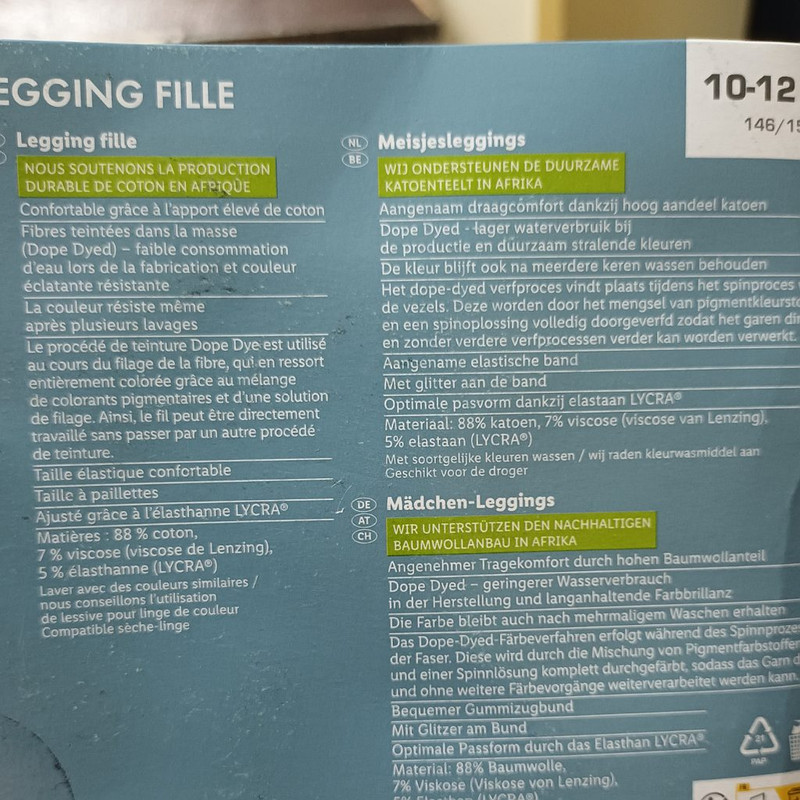 EGGING FILLE
10-12
146/15
Legging fille
NOUS SOUTENONS LA PRODUCTION
DURABLE DE COTON EN AFRIQUE
Confortable grâce à l'apport élevé de coton
Fibres teintées dans la masse
(Dope Dyed) – faible consommation
d'eau lors de la fabrication et couleur
éclatante résistante
La couleur résiste même
après plusieurs lavages
Le procédé de teinture Dope Dye est utilisé
au cours du filage de la fibre, qui en ressort
entièrement colorée grâce au mélange
de colorants pigmentaires et d'une solution
de filage. Ainsi, le fil peut être directement
travaillé sans passer par un autre procédé
de teinture.
Taille élastique confortable
Taille à paillettes
Ajusté grâce à l'élasthanne LYCRA®
Matières : 88 % coton,
7 % viscose (viscose de Lenzing),
5 % élasthanne (LYCRA®)
Laver avec des couleurs similaires /
nous conseillons l'utilisation
de lessive pour linge de couleur
Compatible sèche-linge
NL
BE
Meisjesleggings
WIJ ONDERSTEUNEN DE DUURZAME
KATOENTEELT IN AFRIKA
Aangenaam draagcomfort dankzij hoog aandeel katoen
Dope Dyed - lager waterverbruik bij
de productie en duurzaam stralende kleuren
De kleur blijft ook na meerdere keren wassen behouden
Het dope-dyed verfproces vindt plaats tijdens het spinproces
de vezels. Deze worden door het mengsel van pigmentkleursto
en een spinoplossing volledig doorgeverfd zodat het garen di
en zonder verdere verfprocessen verder kan worden verwerkt.
Aangename elastische band
Met glitter aan de band
Optimale pasvorm dankzij elastaan LYCRA®
Materiaal: 88% katoen, 7% viscose (viscose van Lenzing),
5% elastaan (LYCRA®)
Met soortgelijke kleuren wassen / wij raden kleurwasmiddel aan
Geschikt voor de droger
DE
AT
CH
Mädchen-Leggings
WIR UNTERSTÜTZEN DEN NACHHALTIGEN
BAUMWOLLANBAU IN AFRIKA
Angenehmer Tragekomfort durch hohen Baumwollanteil
Dope Dyed – geringerer Wasserverbrauch
in der Herstellung und langanhaltende Farbbrillanz
Die Farbe bleibt auch nach mehrmaligem Waschen erhalten
Das Dope-Dyed-Färbeverfahren erfolgt während des Spinnprozes
der Faser. Diese wird durch die Mischung von Pigmentfarbstoffen
und einer Spinnlösung komplett durchgefärbt, sodass das Garn d
und ohne weitere Färbevorgänge weiterverarbeitet werden kann.
Bequemer Gummizugbund
Mit Glitzer am Bund
Optimale Passform durch das Elasthan LYCRA®
Material: 88% Baumwolle,
7% Viskose (Viskose von Lenzing),
5% Elasthan (LYCRA®)
21
PAP